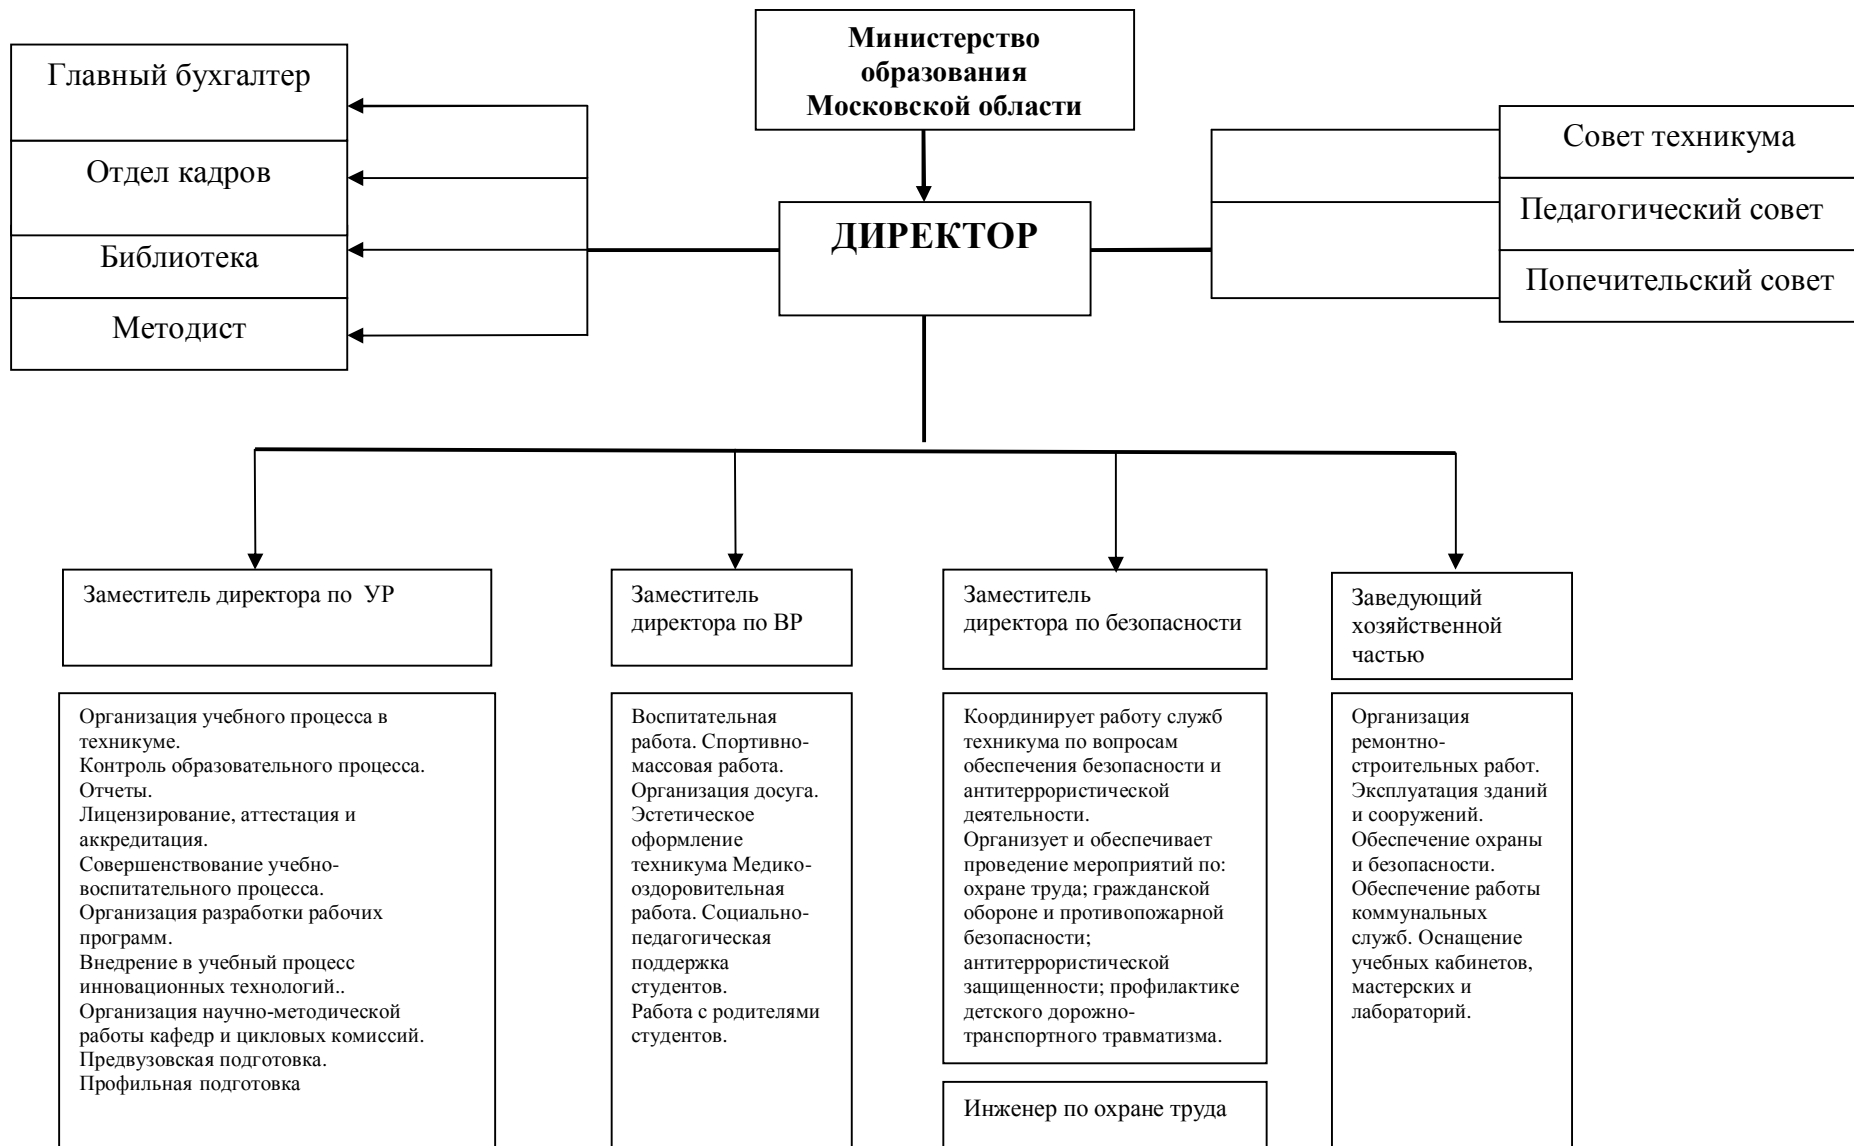 Министерство
образования
Московской области
Главный бухгалтер
Отдел кадров
Библиотека
Методист
ДИРЕКТОР
Совет техникума
Педагогический совет
Попечительский совет
Заместитель директора по УР
Заместитель
директора по ВР
Заместитель
директора по безопасности
Заведующий
хозяйственной
частью
Организация учебного процесса в
техникуме.
Контроль образовательного процесса.
Отчеты.
Лицензирование, аттестация и
аккредитация.
Совершенствование учебно-
воспитательного процесса.
Организация разработки рабочих
программ.
Внедрение в учебный процесс
инновационных технологий..
Организация научно-методической
работы кафедр и цикловых комиссий.
Предвузовская подготовка.
Профильная подготовка
Воспитательная
работа. Спортивно-
массовая работа.
Организация досуга.
Эстетическое
оформление
техникума Медико-
оздоровительная
работа. Социально-
педагогическая
поддержка
студентов.
Работа с родителями
студентов.
Координирует работу служб
техникума по вопросам
обеспечения безопасности и
антитеррористической
деятельности.
Организует и обеспечивает
проведение мероприятий по:
охране труда; гражданской
обороне и противопожарной
безопасности;
антитеррористической
защищенности; профилактике
детского дорожно-
транспортного травматизма.
Инженер по охране труда
Организация
ремонтно-
строительных работ.
Эксплуатация зданий
и сооружений.
Обеспечение охраны
и безопасности.
Обеспечение работы
коммунальных
служб. Оснащение
учебных кабинетов,
мастерских и
лабораторий.